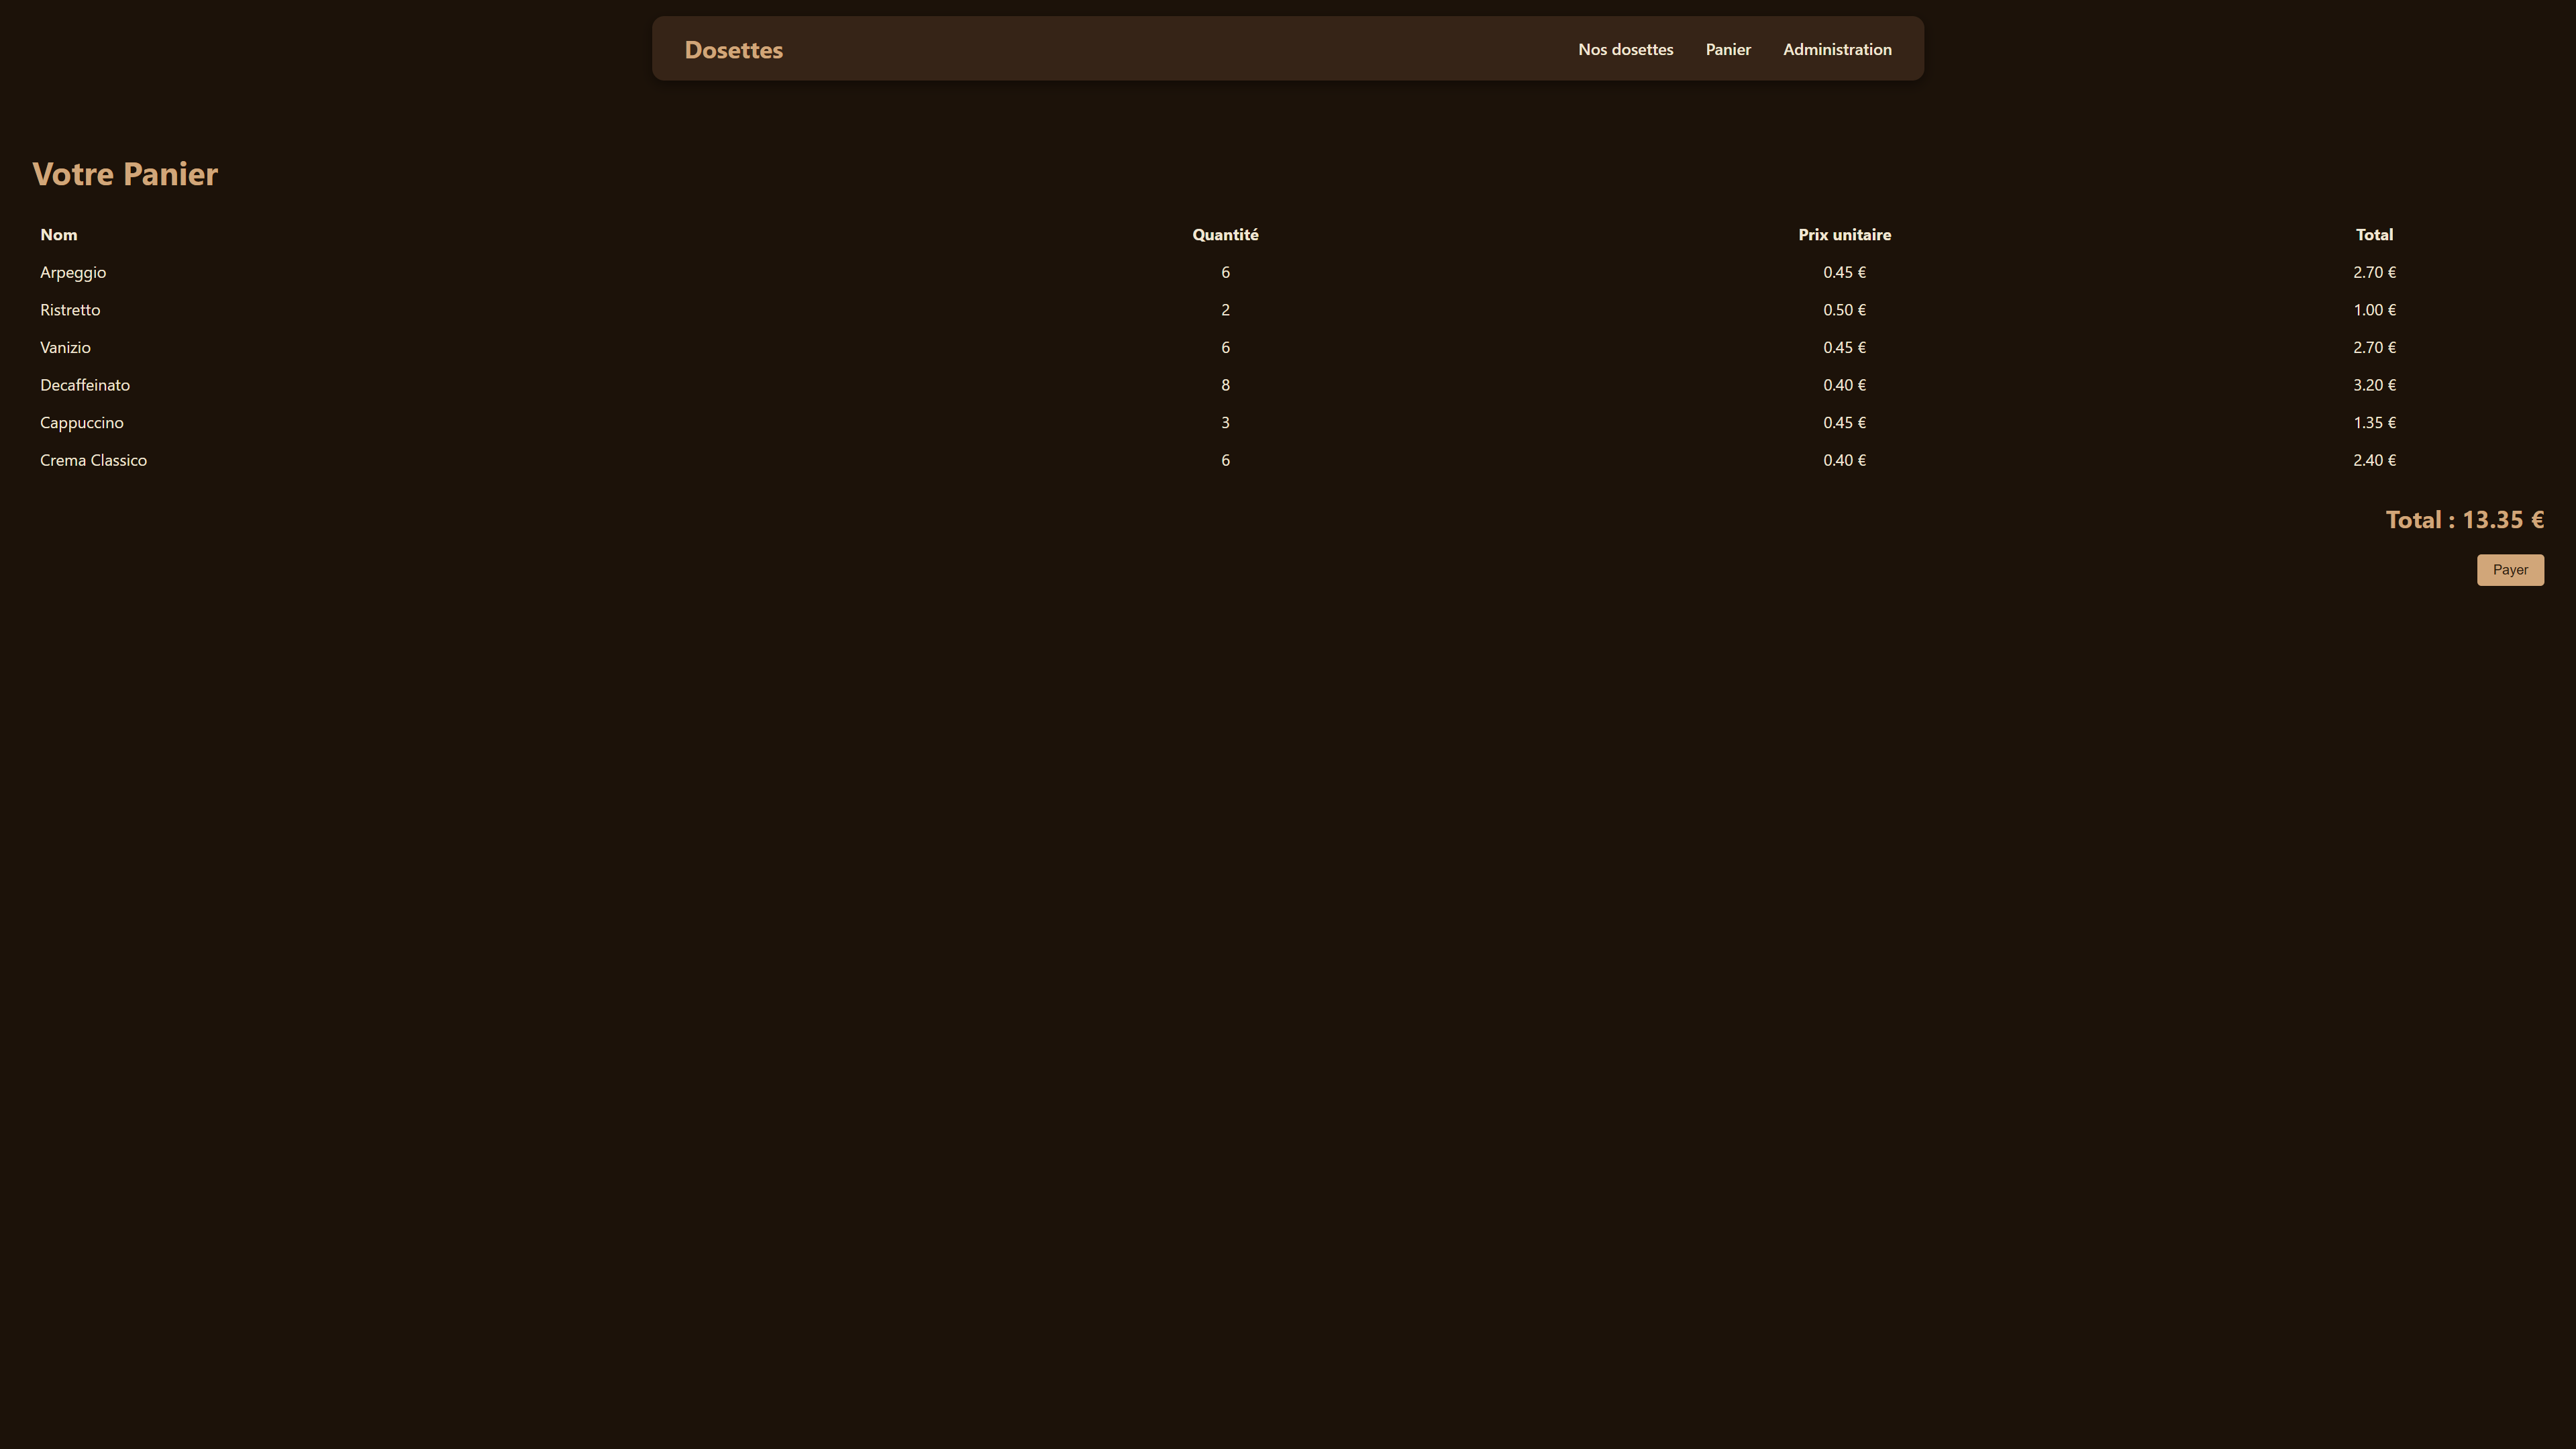 Dosettes Nos dosettes Panier Administration
Votre Panier
Nom Quantité Prix unitaire Total
Arpeggio 6 0.45 € 2.70 €
Ristretto 2 0.50 € 1.00 €
Vanizio 6 0.45 € 2.70 €
Decaffeinato 8 0.40 € 3.20 €
Cappuccino 3 0.45 € 1.35 €
Crema Classico 6 0.40 € 2.40 €
Total : 13.35 €
Payer